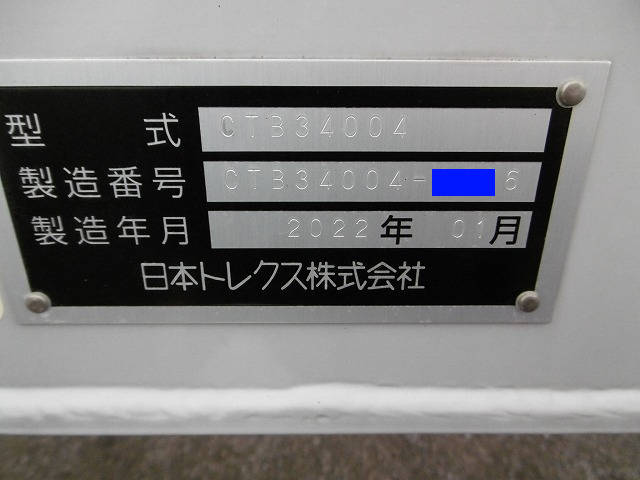 型式 CTB34004
製造番号 CTB34004- 6
製造年月 2022年 01月
日本トレクス株式会社